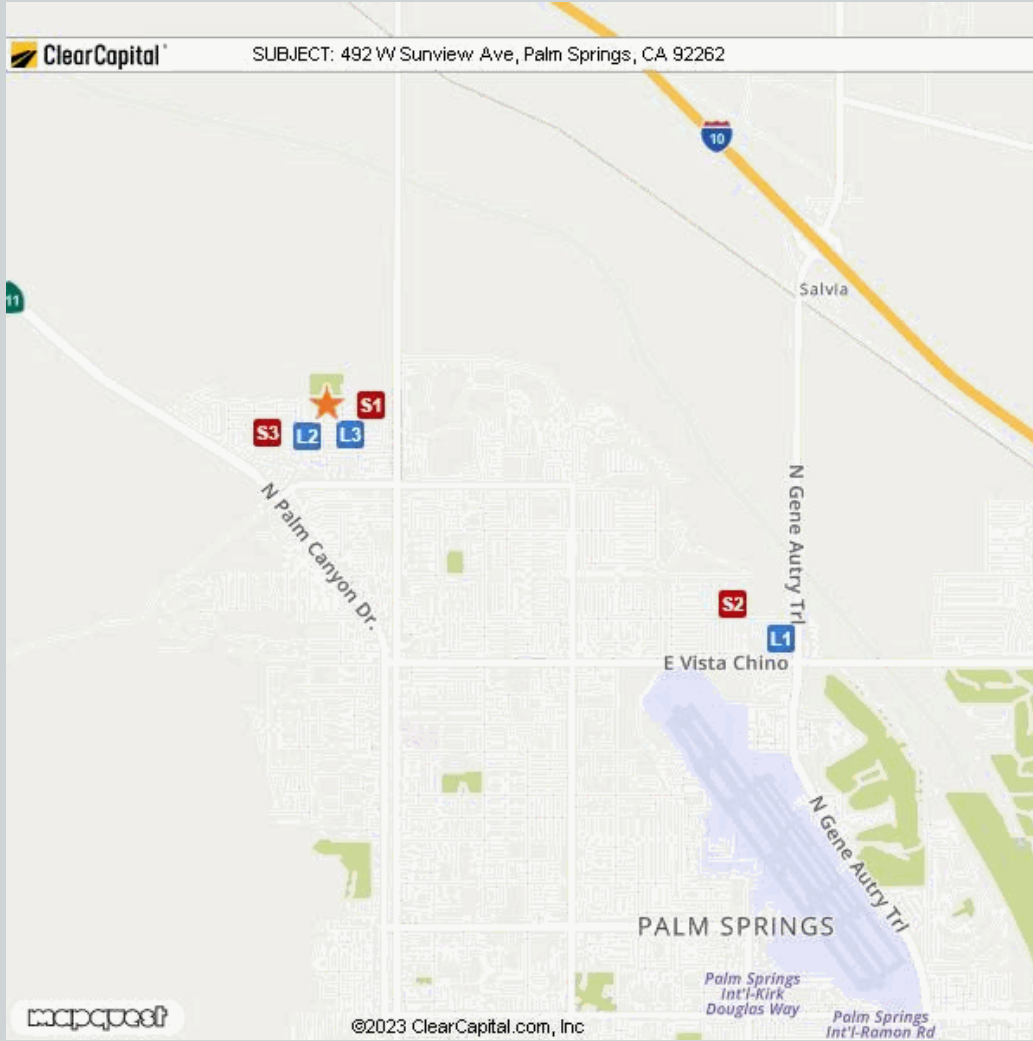 ClearCapital
SUBJECT: 492 W Sunview Ave, Palm Springs, CA 92262
10
Salvia
11
S1
S3
L2
L3
N Gene Autry Trl
N Palm Canyon Dr.
S2
L1
E Vista Chino
N Gene Autry Trl
PALM SPRINGS
Palm Springs
Int'l-Kirk
Douglas Way
Palm Springs
Int'l-Ramon Rd
mapquest
©2023 ClearCapital.com, Inc